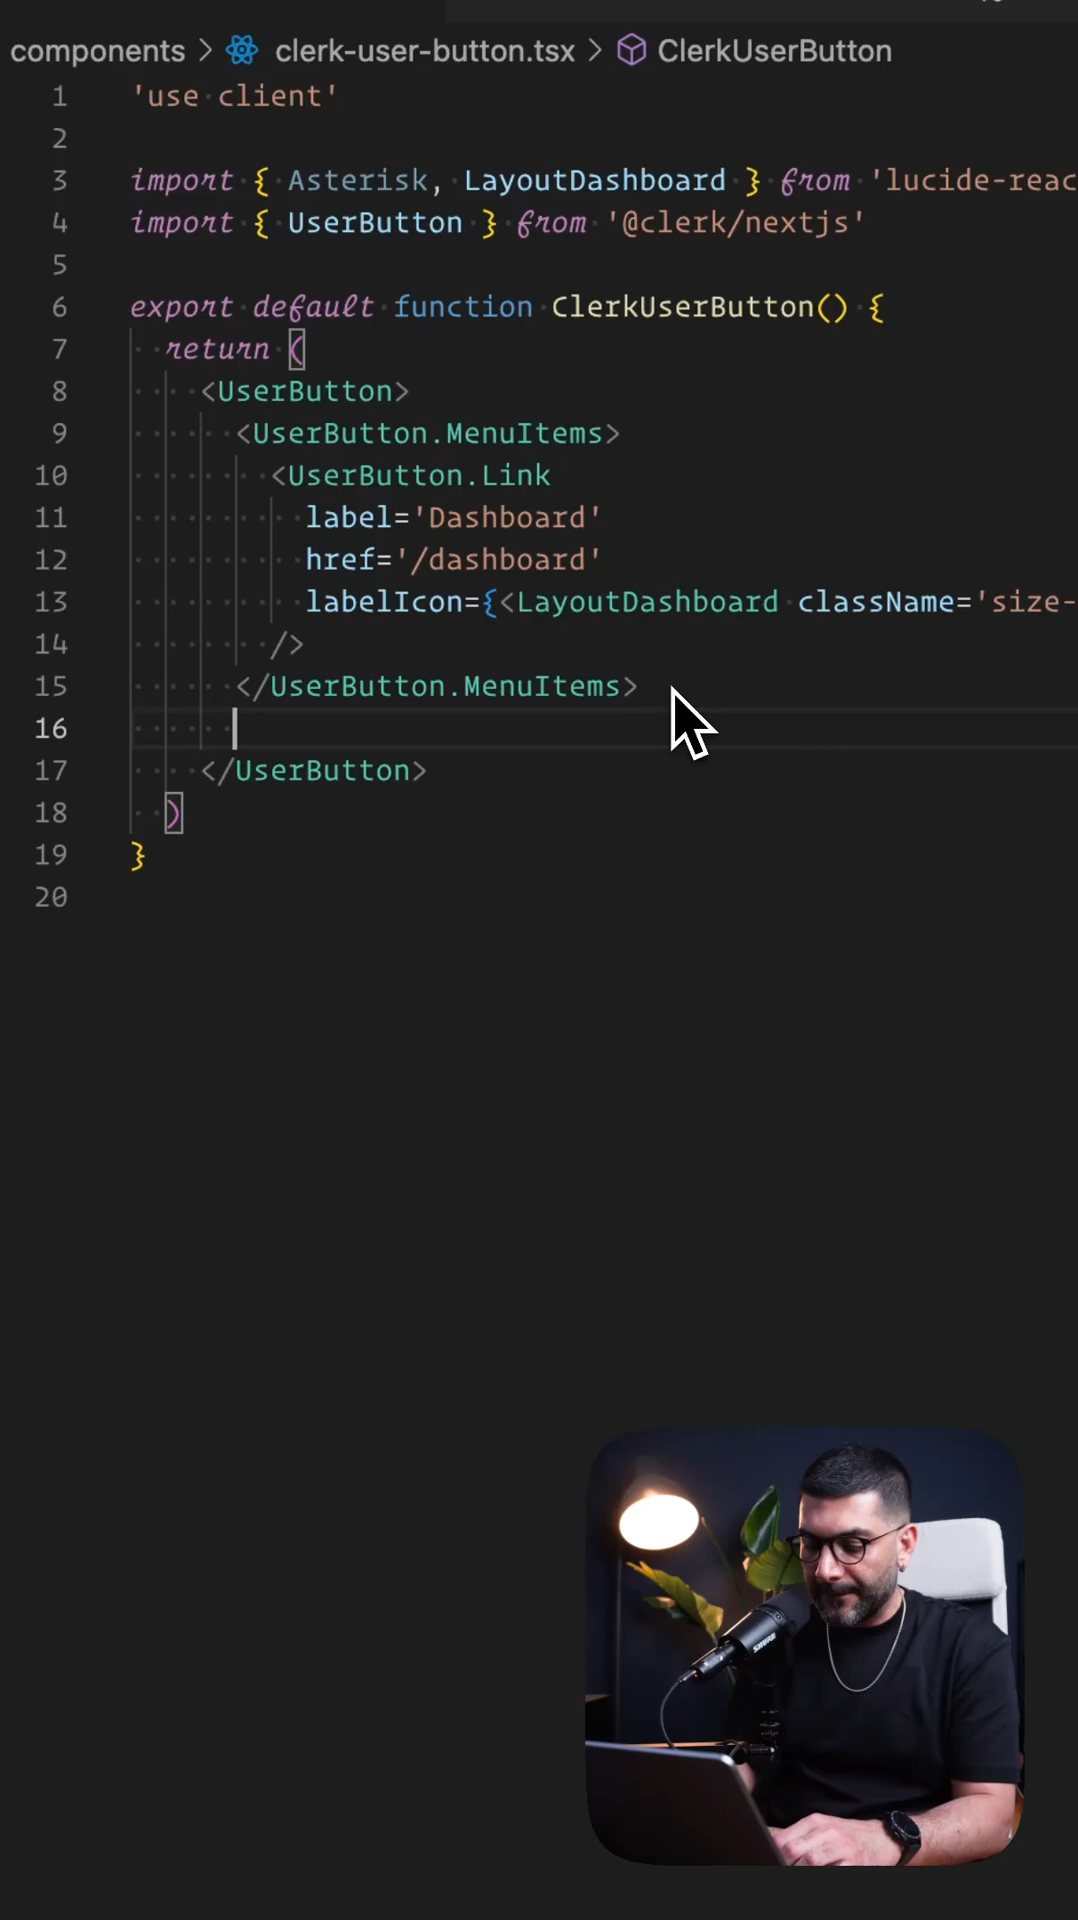 components > clerk-user-button.tsx > ClerkUserButton
1 'use client'
2
3 import { Asterisk, LayoutDashboard } from 'lucide-reac
4 import { UserButton } from '@clerk/nextjs'
5
6 export default function ClerkUserButton() {
7 return (
8 <UserButton>
9 <UserButton.MenuItems>
10 <UserButton.Link
11 label='Dashboard'
12 href='/dashboard'
13 labelIcon={<LayoutDashboard className='size-
14 />
15 </UserButton.MenuItems>
16
17 </UserButton>
18 )
19 }
20
SHURE